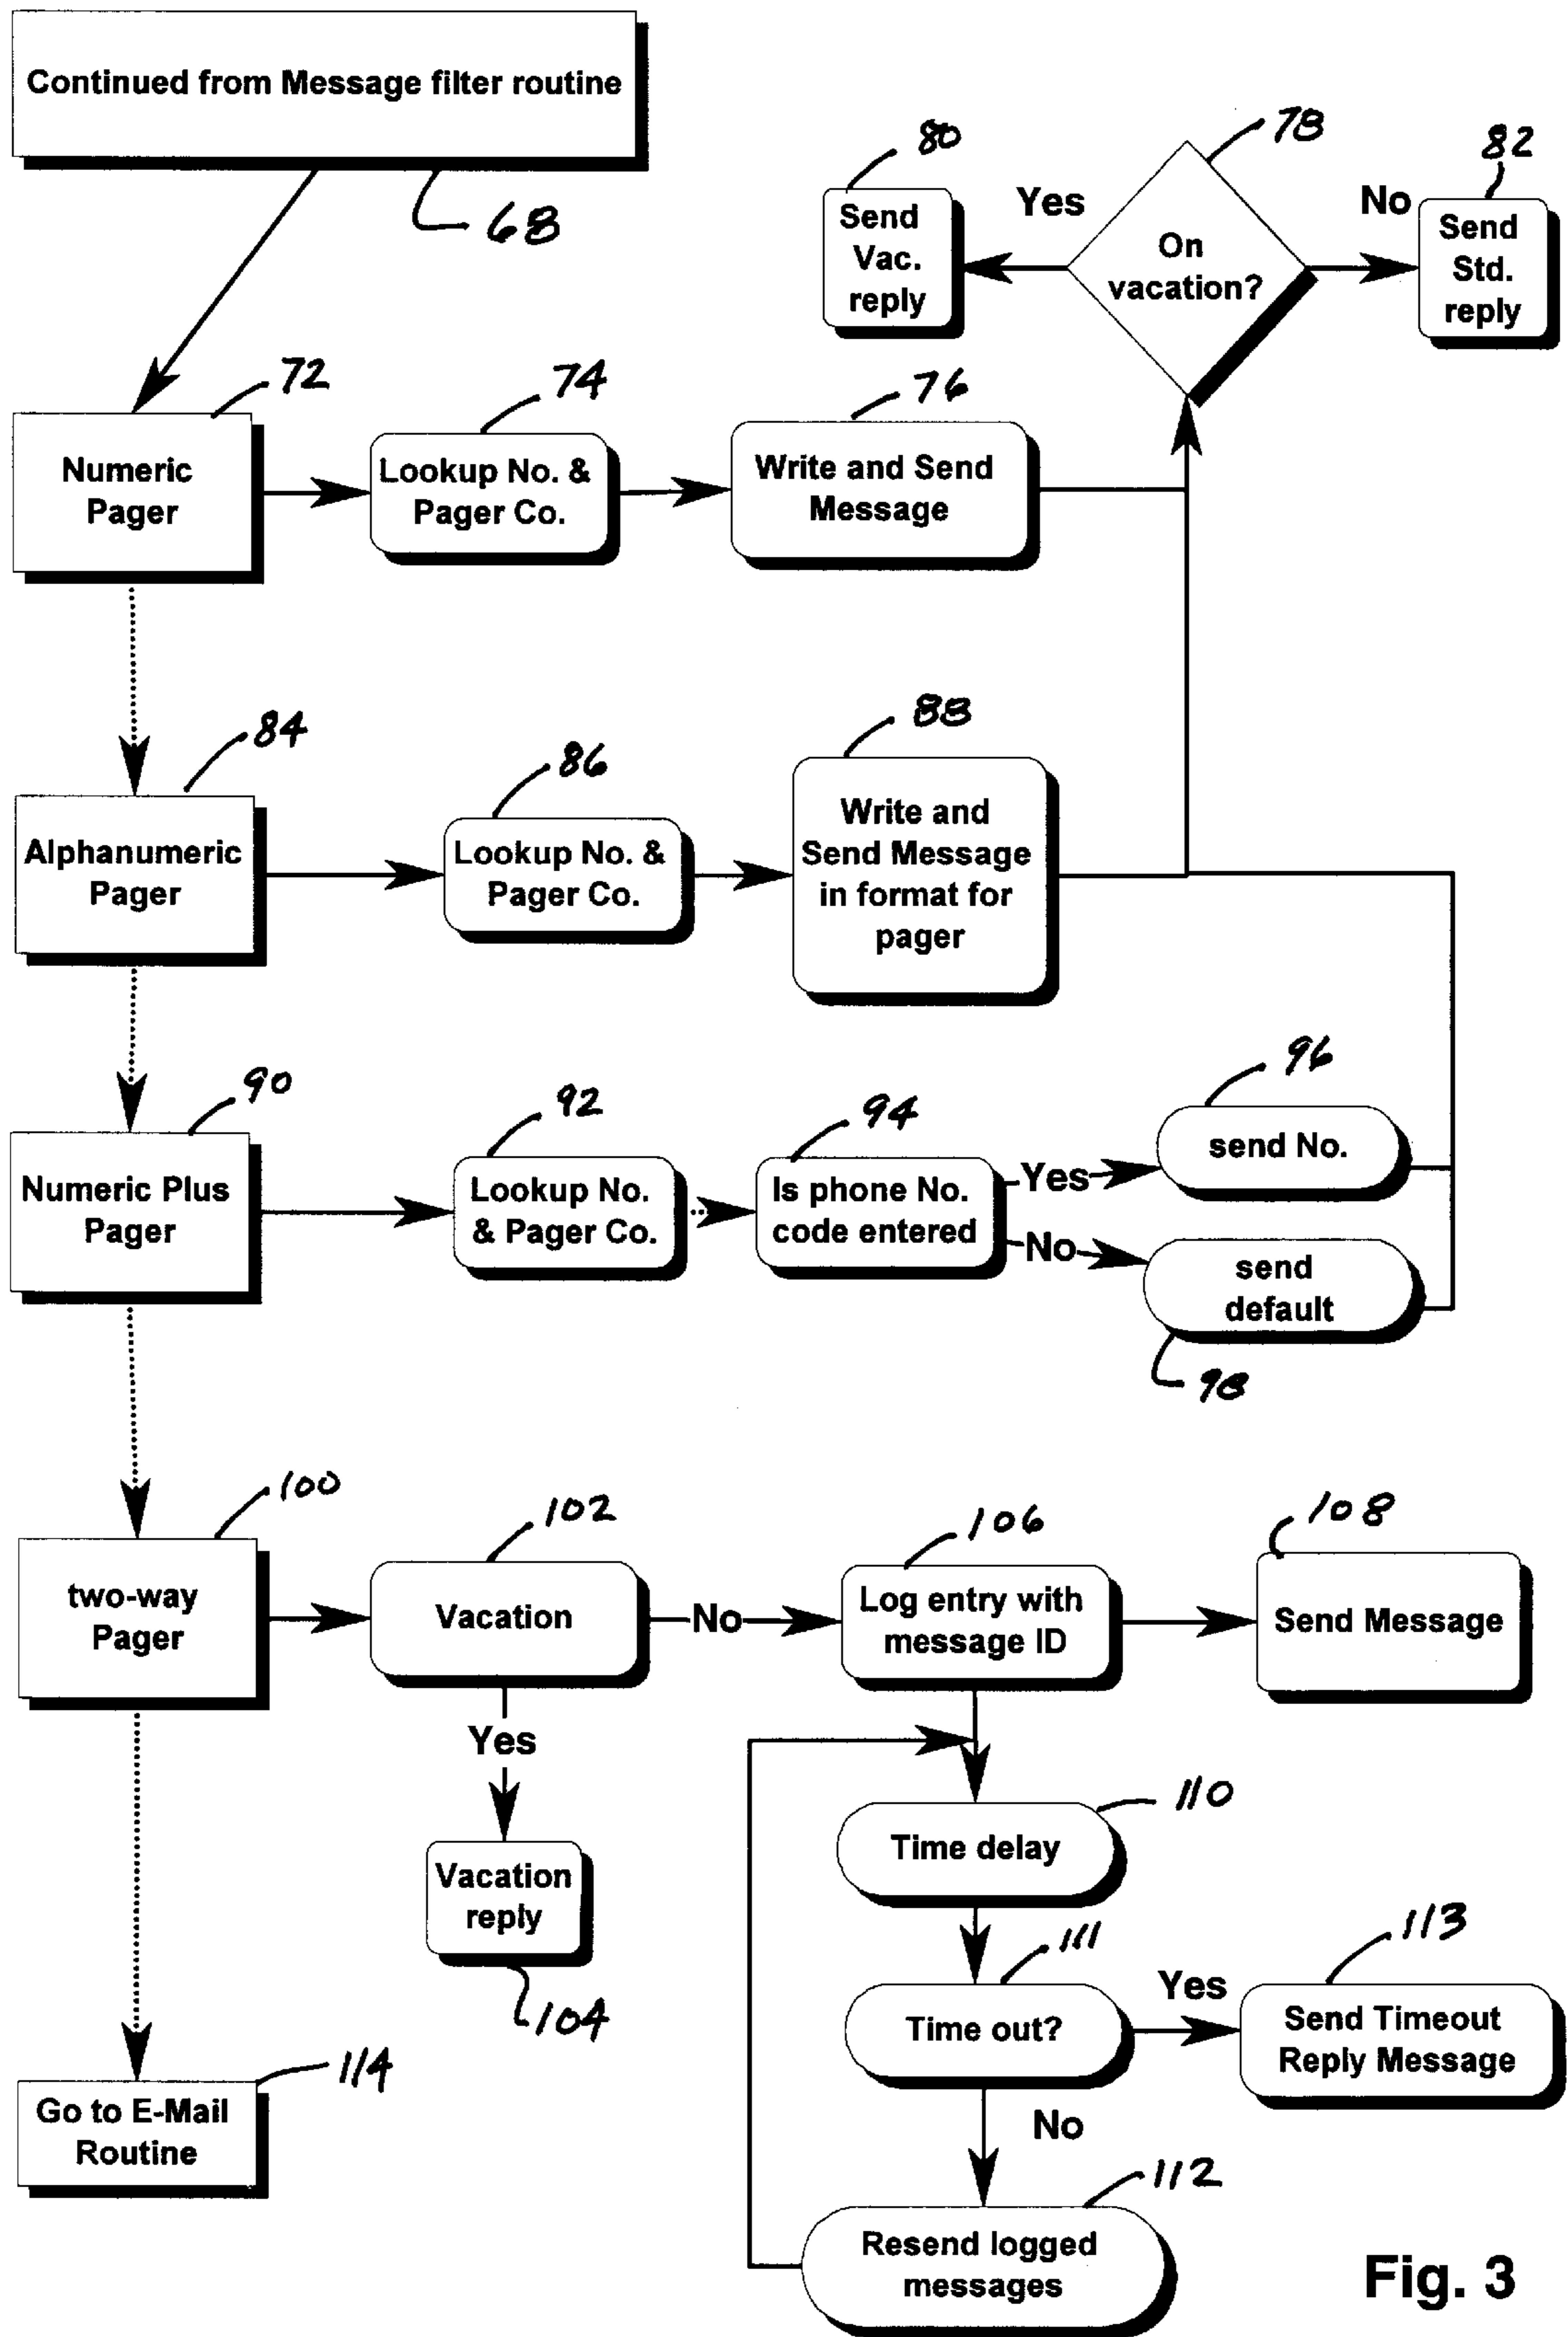 Continued from Message filter routine
68
80
78
82
Send
Vac.
reply
Yes
On
vacation?
No
Send
Std.
reply
72
74
76
Numeric
Pager
Lookup No. &
Pager Co.
Write and Send
Message
84
86
88
Alphanumeric
Pager
Lookup No. &
Pager Co.
Write and
Send Message
in format for
pager
90
92
94
96
Numeric Plus
Pager
Lookup No.
& Pager Co.
Is phone No.
code entered
Yes
send No.
No
send
default
98
100
102
106
108
two-way
Pager
Vacation
No
Log entry with
message ID
Send Message
Yes
Vacation
reply
104
110
Time delay
111
Time out?
Yes
113
Send Timeout
Reply Message
114
Go to E-Mail
Routine
No
112
Resend logged
messages
Fig. 3